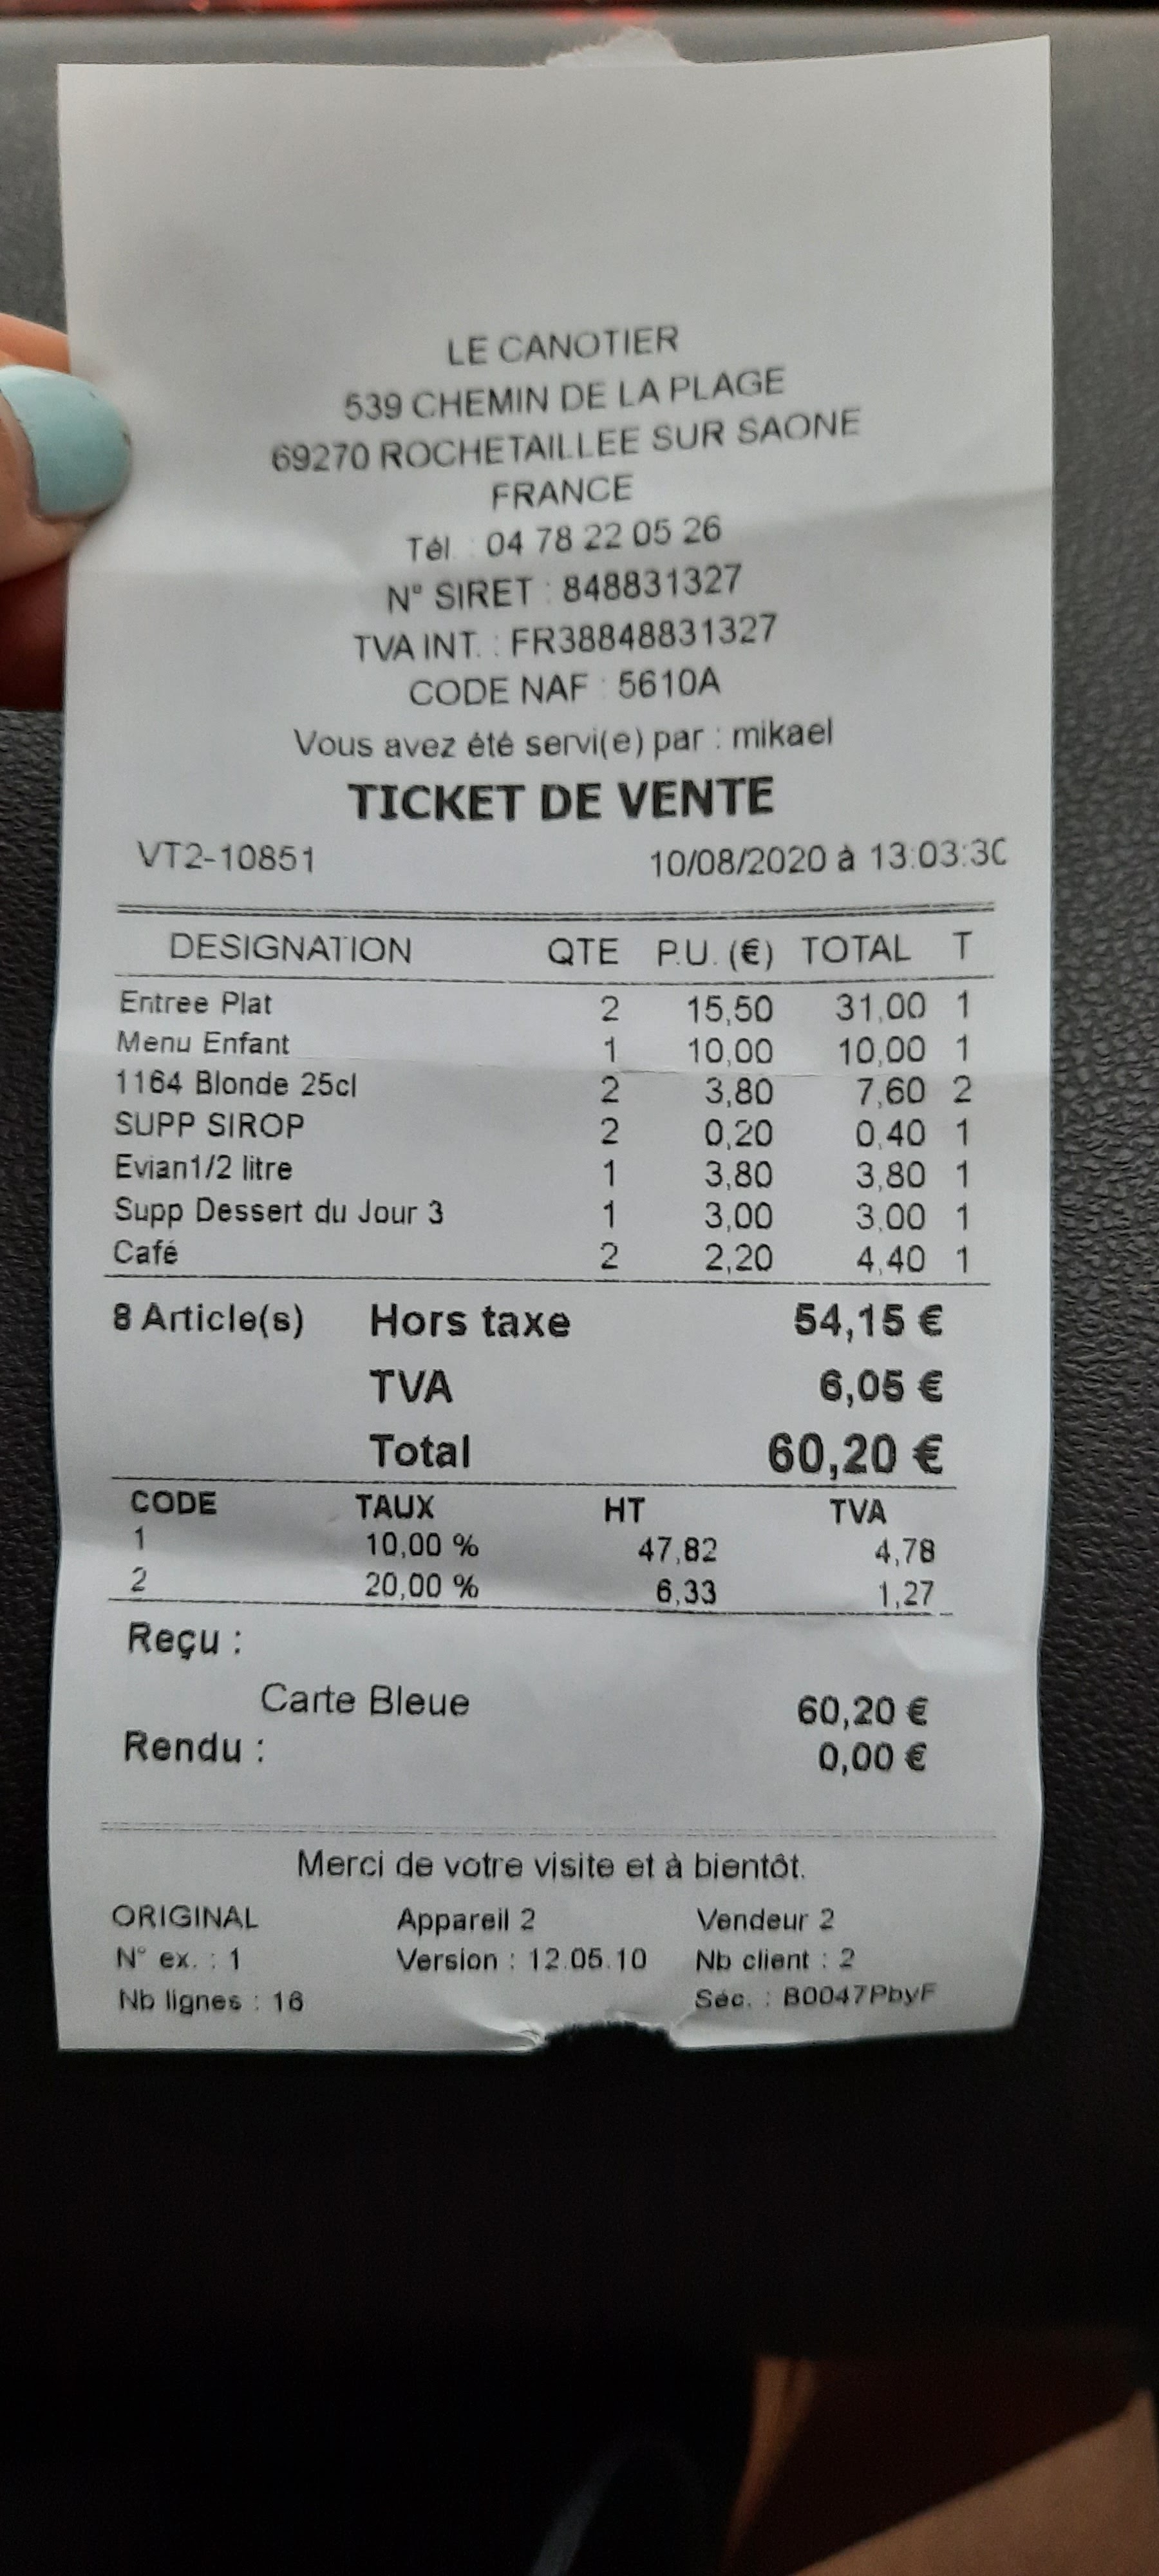 LE CANOTIER
539 CHEMIN DE LA PLAGE
69270 ROCHETAILLEE SUR SAONE
FRANCE
Tél. : 04 78 22 05 26
N° SIRET : 848831327
TVA INT. : FR38848831327
CODE NAF : 5610A
Vous avez été servi(e) par : mikael
TICKET DE VENTE
VT2-10851 10/08/2020 à 13:03:30
DESIGNATION QTE P.U. (€) TOTAL T
Entree Plat 2 15,50 31,00 1
Menu Enfant 1 10,00 10,00 1
1164 Blonde 25cl 2 3,80 7,60 2
SUPP SIROP 2 0,20 0,40 1
Evian1/2 litre 1 3,80 3,80 1
Supp Dessert du Jour 3 1 3,00 3,00 1
Café 2 2,20 4,40 1
8 Article(s) Hors taxe 54,15 €
TVA 6,05 €
Total 60,20 €
CODE TAUX HT TVA
1 10,00 % 47,82 4,78
2 20,00 % 6,33 1,27
Reçu :
Carte Bleue 60,20 €
Rendu : 0,00 €
Merci de votre visite et à bientôt.
ORIGINAL Appareil 2 Vendeur 2
N° ex. : 1 Version : 12.05.10 Nb client : 2
Nb lignes : 16 Séc. : B0047PbyF